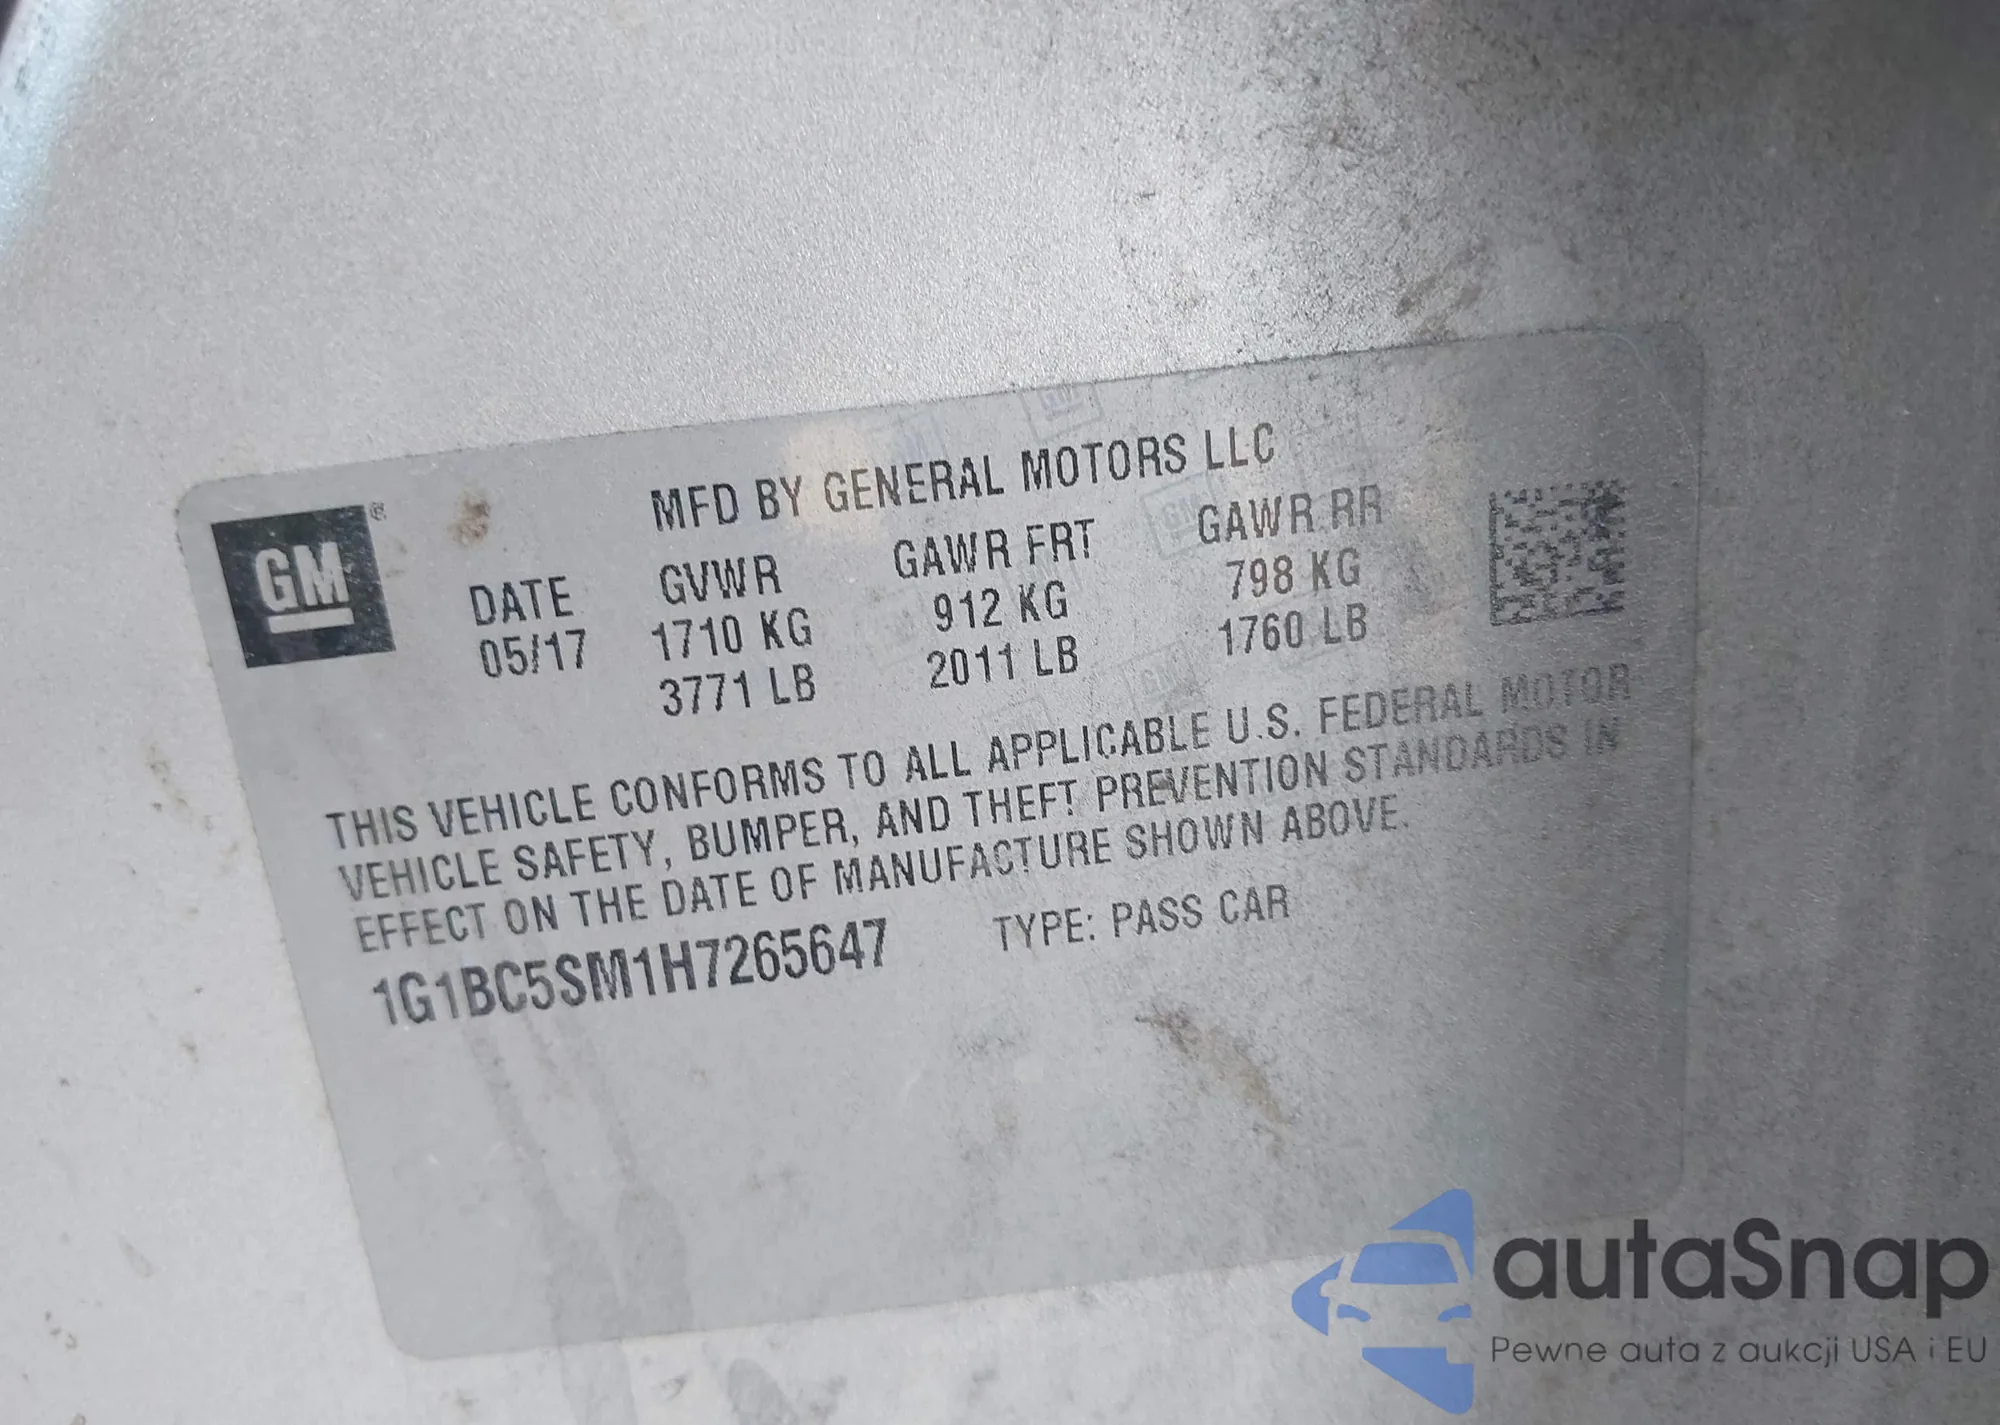 GM®
MFD BY GENERAL MOTORS LLC
DATE GVWR GAWR FRT GAWR RR
05/17 1710 KG 912 KG 798 KG
3771 LB 2011 LB 1760 LB
THIS VEHICLE CONFORMS TO ALL APPLICABLE U.S. FEDERAL MOTOR
VEHICLE SAFETY, BUMPER, AND THEFT PREVENTION STANDARDS IN
EFFECT ON THE DATE OF MANUFACTURE SHOWN ABOVE.
1G1BC5SM1H7265647 TYPE: PASS CAR
autaSnap
Pewne auta z aukcji USA i EU